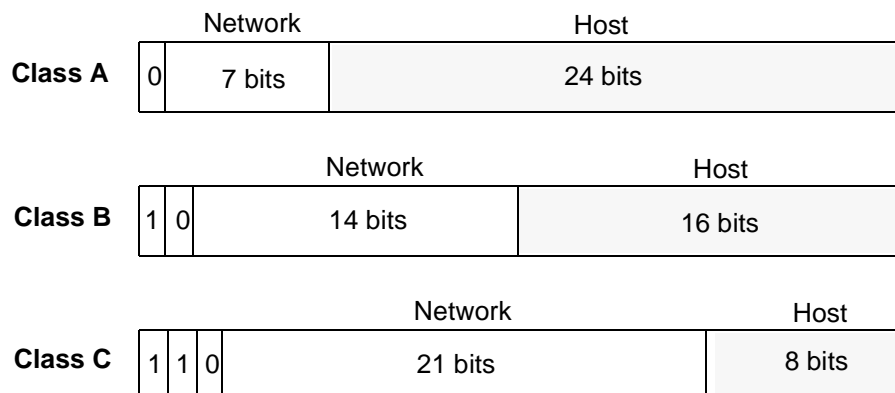 Network Host
Class A 0 7 bits 24 bits
Network Host
Class B 1 0 14 bits 16 bits
Network Host
Class C 1 1 0 21 bits 8 bits